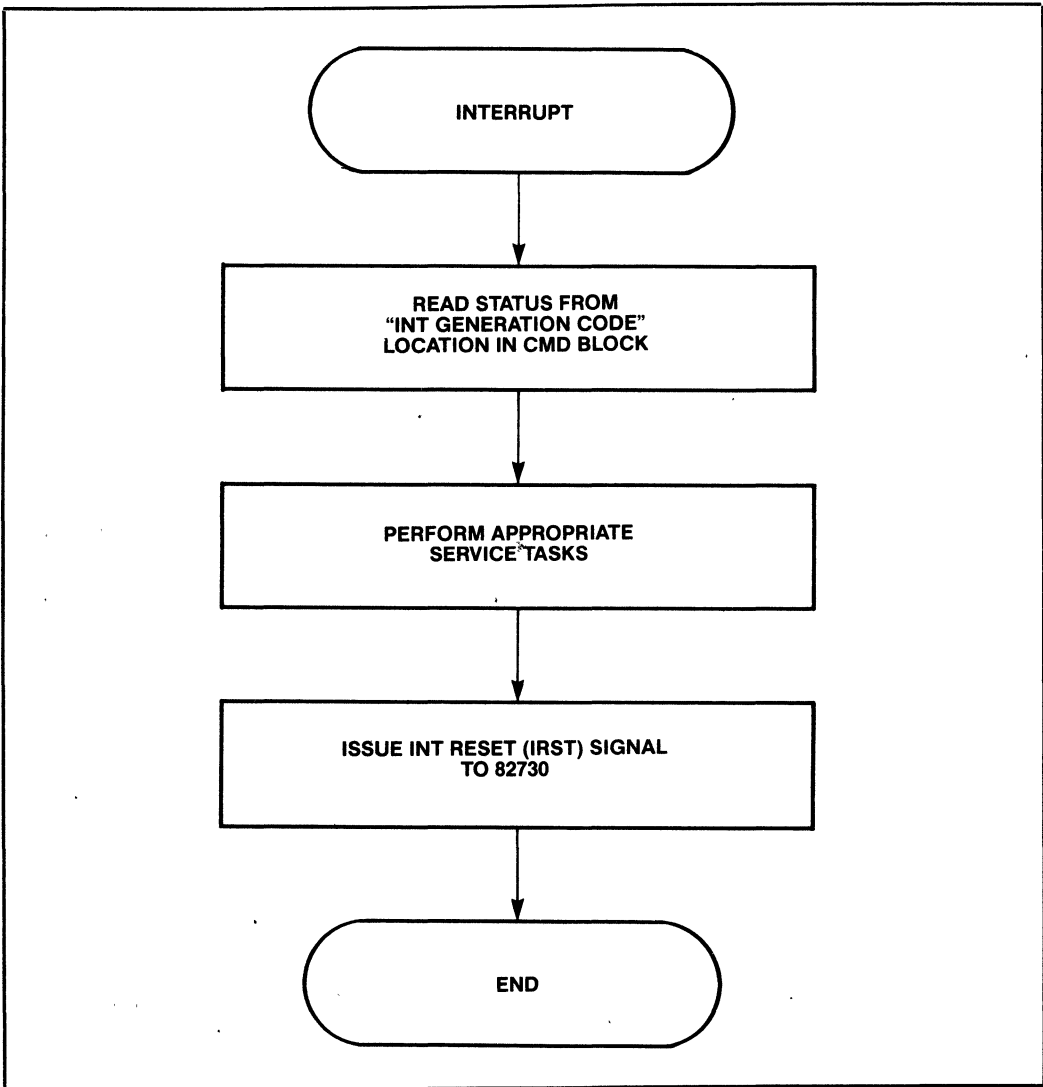 INTERRUPT
READ STATUS FROM
“INT GENERATION CODE”
LOCATION IN CMD BLOCK
PERFORM APPROPRIATE
SERVICE TASKS
ISSUE INT RESET (IRST) SIGNAL
TO 82730
END